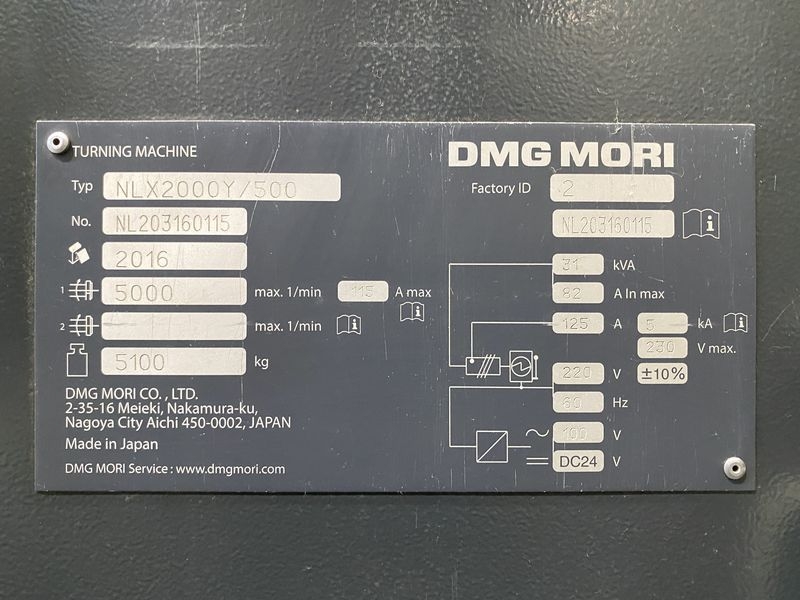 TURNING MACHINE
DMG MORI
Typ NLX2000Y/500
Factory ID 2
No. NL203160115
NL203160115
2016
31 kVA
1 5000 max. 1/min 115 A max
82 A In max
2 max. 1/min
125 A 5 kA
230 V max.
5100 kg
220 V ±10%
DMG MORI CO. , LTD.
2-35-16 Meieki, Nakamura-ku,
Nagoya City Aichi 450-0002, JAPAN
60 Hz
Made in Japan
100 V
DMG MORI Service : www.dmgmori.com
DC24 V